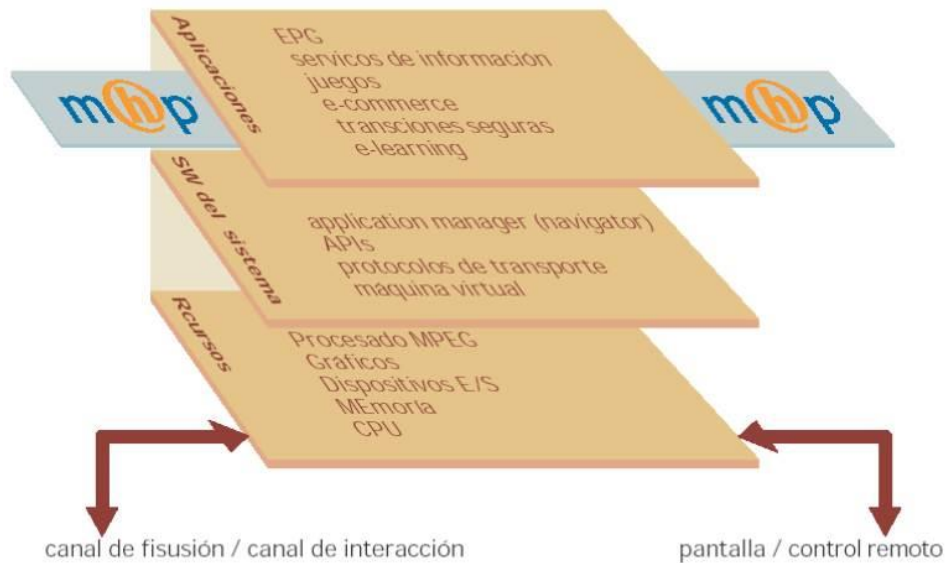 Aplicaciones
EPG
servicos de información
juegos
e-commerce
transciones seguras
e-learning
mhp
mhp
SW del sistema
application manager (navigator)
APIs
protocolos de transporte
máquina virtual
Rcursos
Procesado MPEG
Gráficos
Dispositivos E/S
MEmoría
CPU
canal de fisusión / canal de interacción
pantalla / control remoto